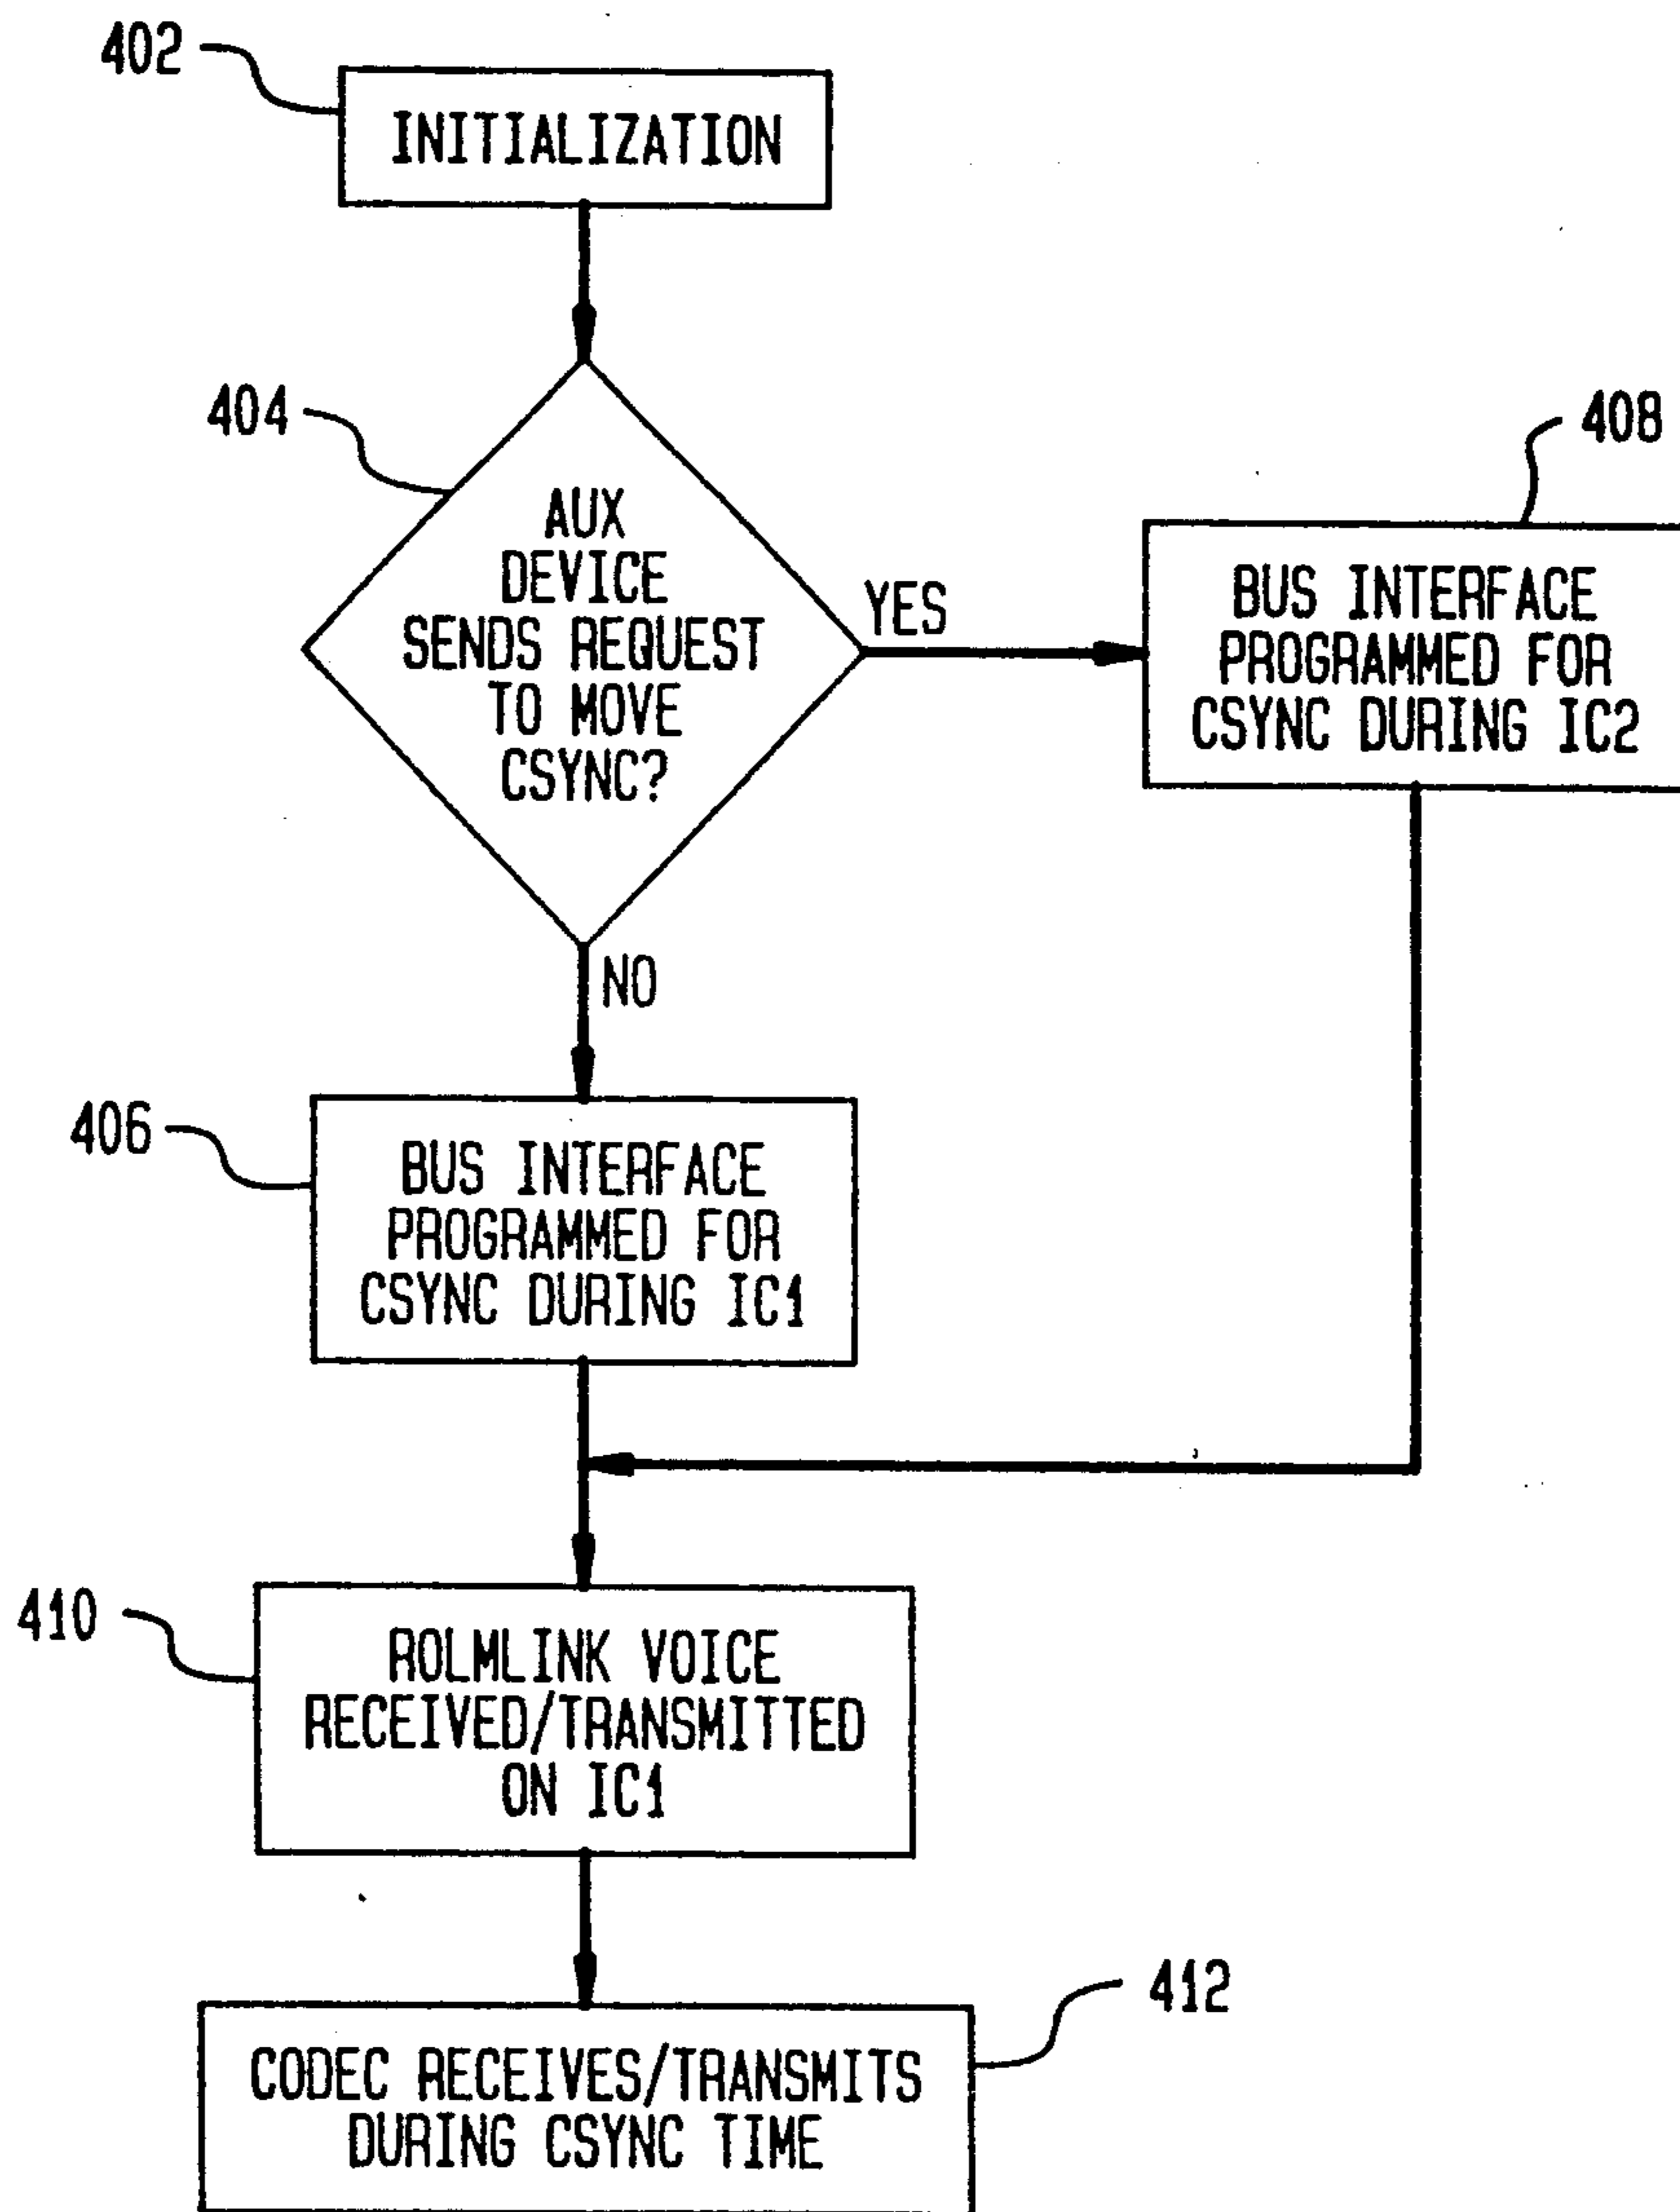 402
INITIALIZATION
404
AUX
DEVICE
SENDS REQUEST
TO MOVE
CSYNC?
YES
408
BUS INTERFACE
PROGRAMMED FOR
CSYNC DURING IC2
NO
406
BUS INTERFACE
PROGRAMMED FOR
CSYNC DURING IC1
410
ROLMLINK VOICE
RECEIVED/TRANSMITTED
ON IC1
412
CODEC RECEIVES/TRANSMITS
DURING CSYNC TIME